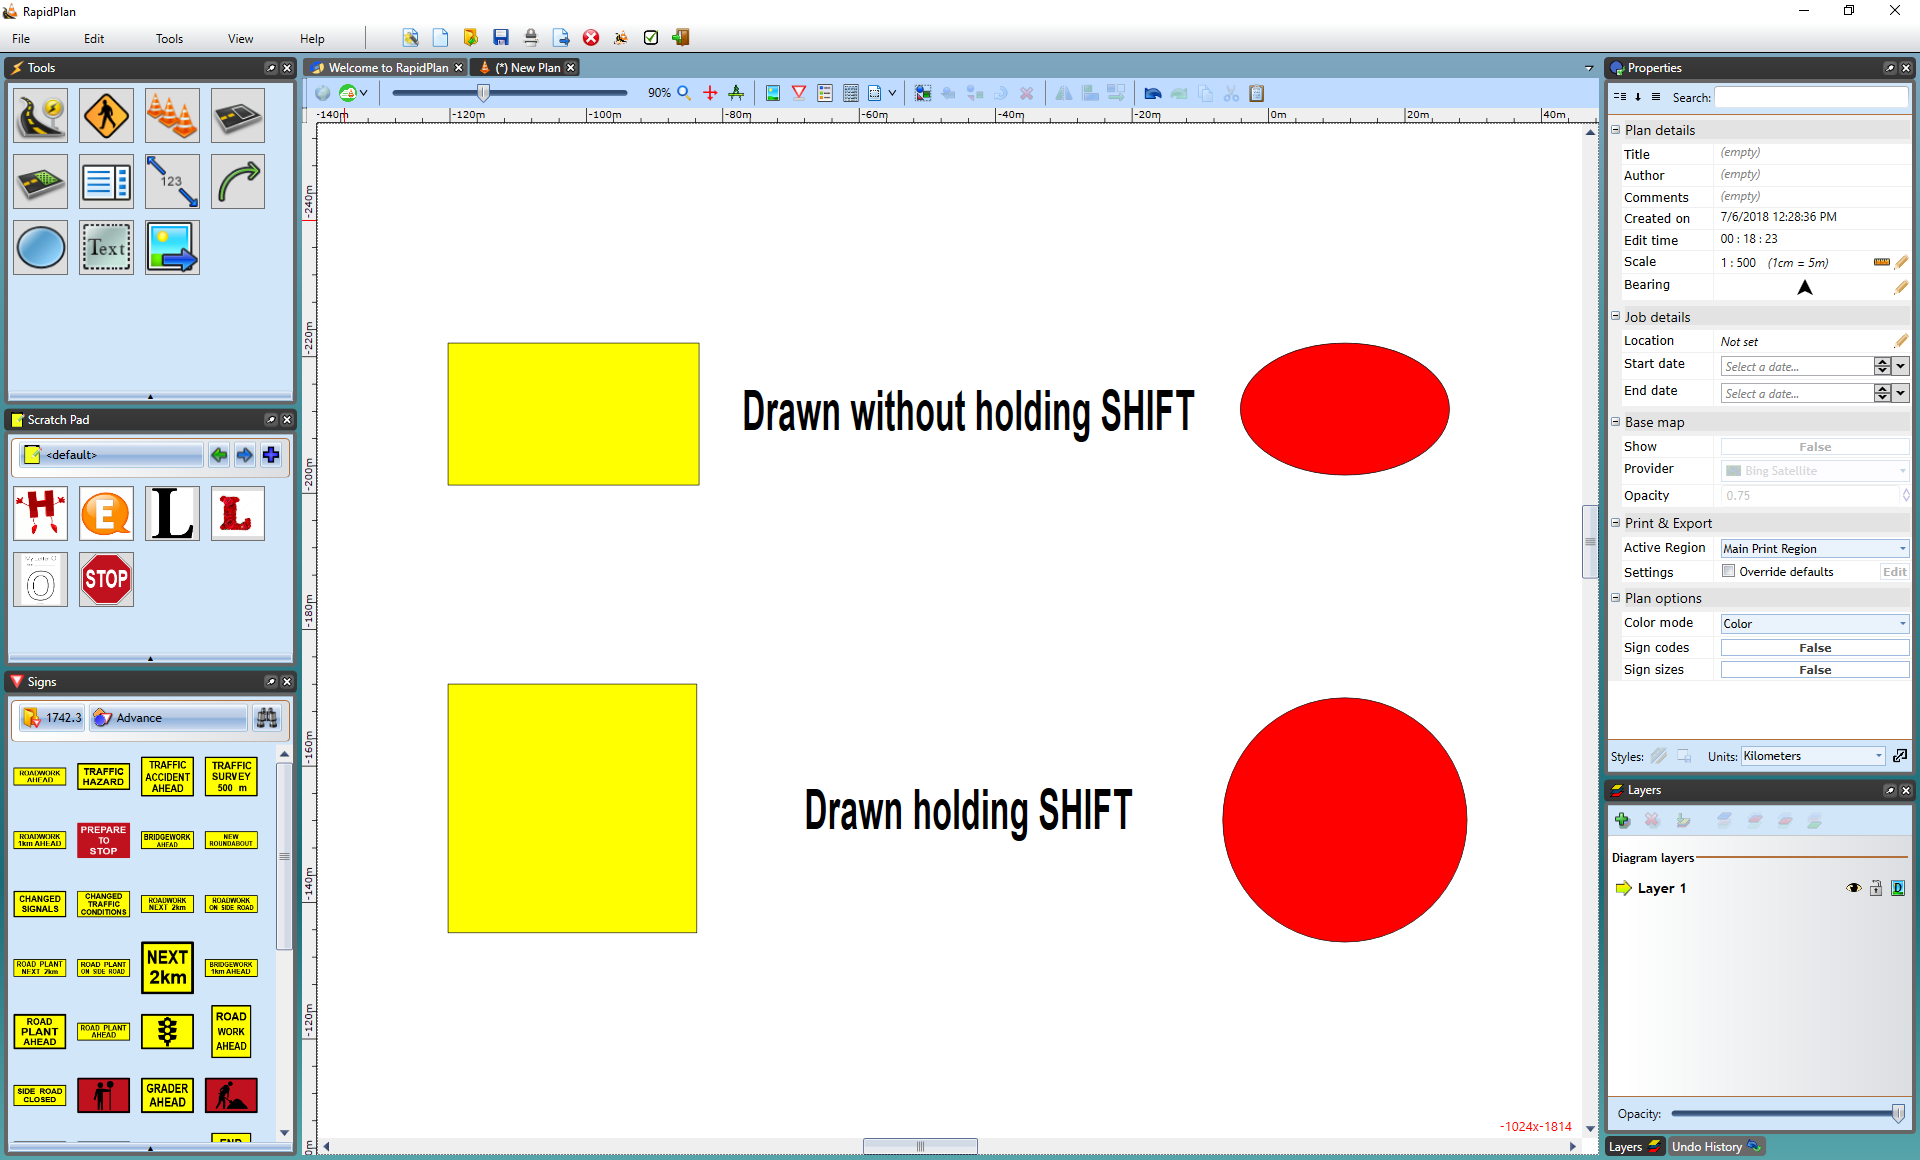 RapidPlan
File Edit Tools View Help
Tools
Welcome to RapidPlan (*) New Plan
Properties
90%
Search:
-140m -120m -100m -80m -60m -40m -20m 0m 20m 40m
-240m
-220m
-200m
-180m
-160m
-140m
-120m
123
Text
Scratch Pad
<default>
H E L L
My Letter O
O
STOP
Signs
1742.3 Advance
ROADWORK AHEAD
TRAFFIC HAZARD
TRAFFIC ACCIDENT AHEAD
TRAFFIC SURVEY 500 m
ROADWORK 1km AHEAD
PREPARE TO STOP
BRIDGEWORK AHEAD
NEW ROUNDABOUT
CHANGED SIGNALS
CHANGED TRAFFIC CONDITIONS
ROADWORK NEXT 2km
ROADWORK ON SIDE ROAD
ROAD PLANT NEXT 2km
ROAD PLANT ON SIDE ROAD
NEXT 2km
BRIDGEWORK 1km AHEAD
ROAD PLANT AHEAD
ROAD PLANT AHEAD
ROAD WORK AHEAD
SIDE ROAD CLOSED
GRADER AHEAD
END
Drawn without holding SHIFT
Drawn holding SHIFT
-1024x-1814
Plan details
Title (empty)
Author (empty)
Comments (empty)
Created on 7/6/2018 12:28:36 PM
Edit time 00 : 18 : 23
Scale 1 : 500 (1cm = 5m)
Bearing
Job details
Location Not set
Start date Select a date...
End date Select a date...
Base map
Show False
Provider Bing Satellite
Opacity 0.75
Print & Export
Active Region Main Print Region
Settings Override defaults Edit
Plan options
Color mode Color
Sign codes False
Sign sizes False
Styles: Units: Kilometers
Layers
Diagram layers
Layer 1
D
Opacity:
Layers Undo History